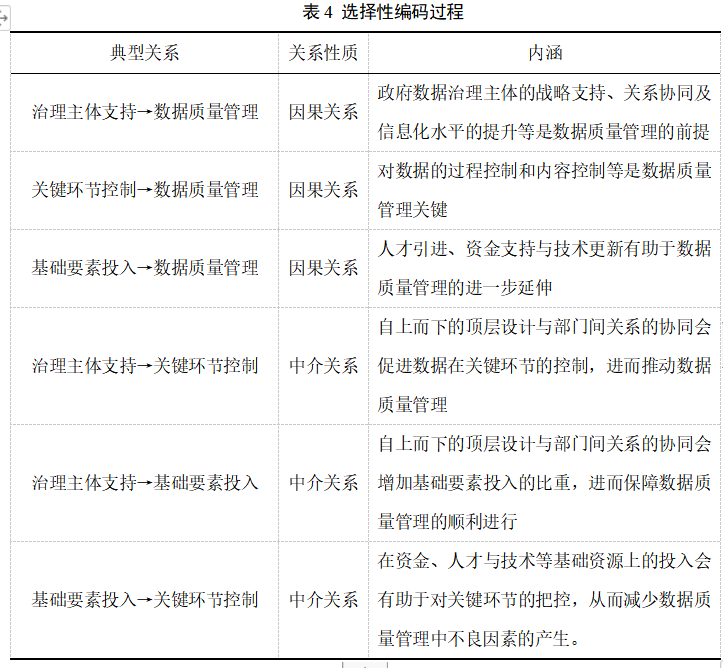 表 4 选择性编码过程
典型关系 关系性质 内涵
治理主体支持→数据质量管理 因果关系 政府数据治理主体的战略支持、关系协同及
信息化水平的提升等是数据质量管理的前提
关键环节控制→数据质量管理 因果关系 对数据的过程控制和内容控制等是数据质量
管理关键
基础要素投入→数据质量管理 因果关系 人才引进、资金支持与技术更新有助于数据
质量管理的进一步延伸
治理主体支持→关键环节控制 中介关系 自上而下的顶层设计与部门间关系的协同会
促进数据在关键环节的控制，进而推动数据
质量管理
治理主体支持→基础要素投入 中介关系 自上而下的顶层设计与部门间关系的协同会
增加基础要素投入的比重，进而保障数据质
量管理的顺利进行
基础要素投入→关键环节控制 中介关系 在资金、人才与技术等基础资源上的投入会
有助于对关键环节的把控，从而减少数据质
量管理中不良因素的产生。